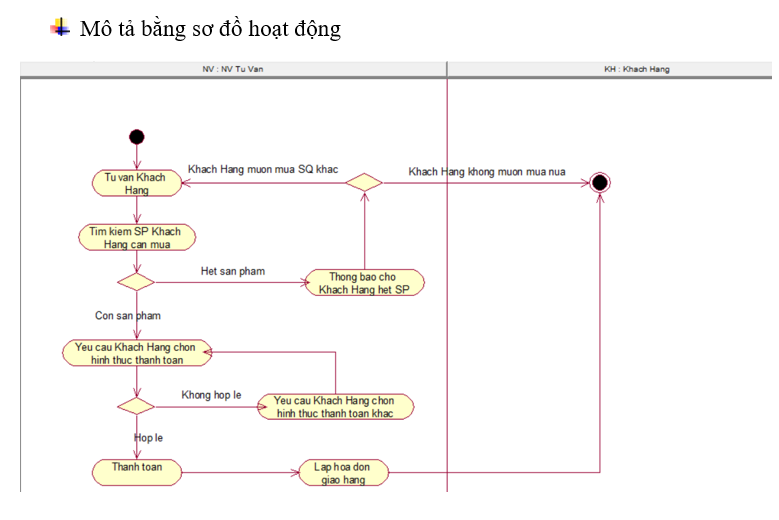 Mô tả bằng sơ đồ hoạt động
NV : NV Tu Van
KH : Khach Hang
Khach Hang muon mua SQ khac
Khach Hang khong muon mua nua
Tu van Khach
Hang
Tim kiem SP Khach
Hang can mua
Het san pham
Thong bao cho
Khach Hang het SP
Con san pham
Yeu cau Khach Hang chon
hinh thuc thanh toan
Khong hop le
Yeu cau Khach Hang chon
hinh thuc thanh toan khac
Hop le
Thanh toan
Lap hoa don
giao hang